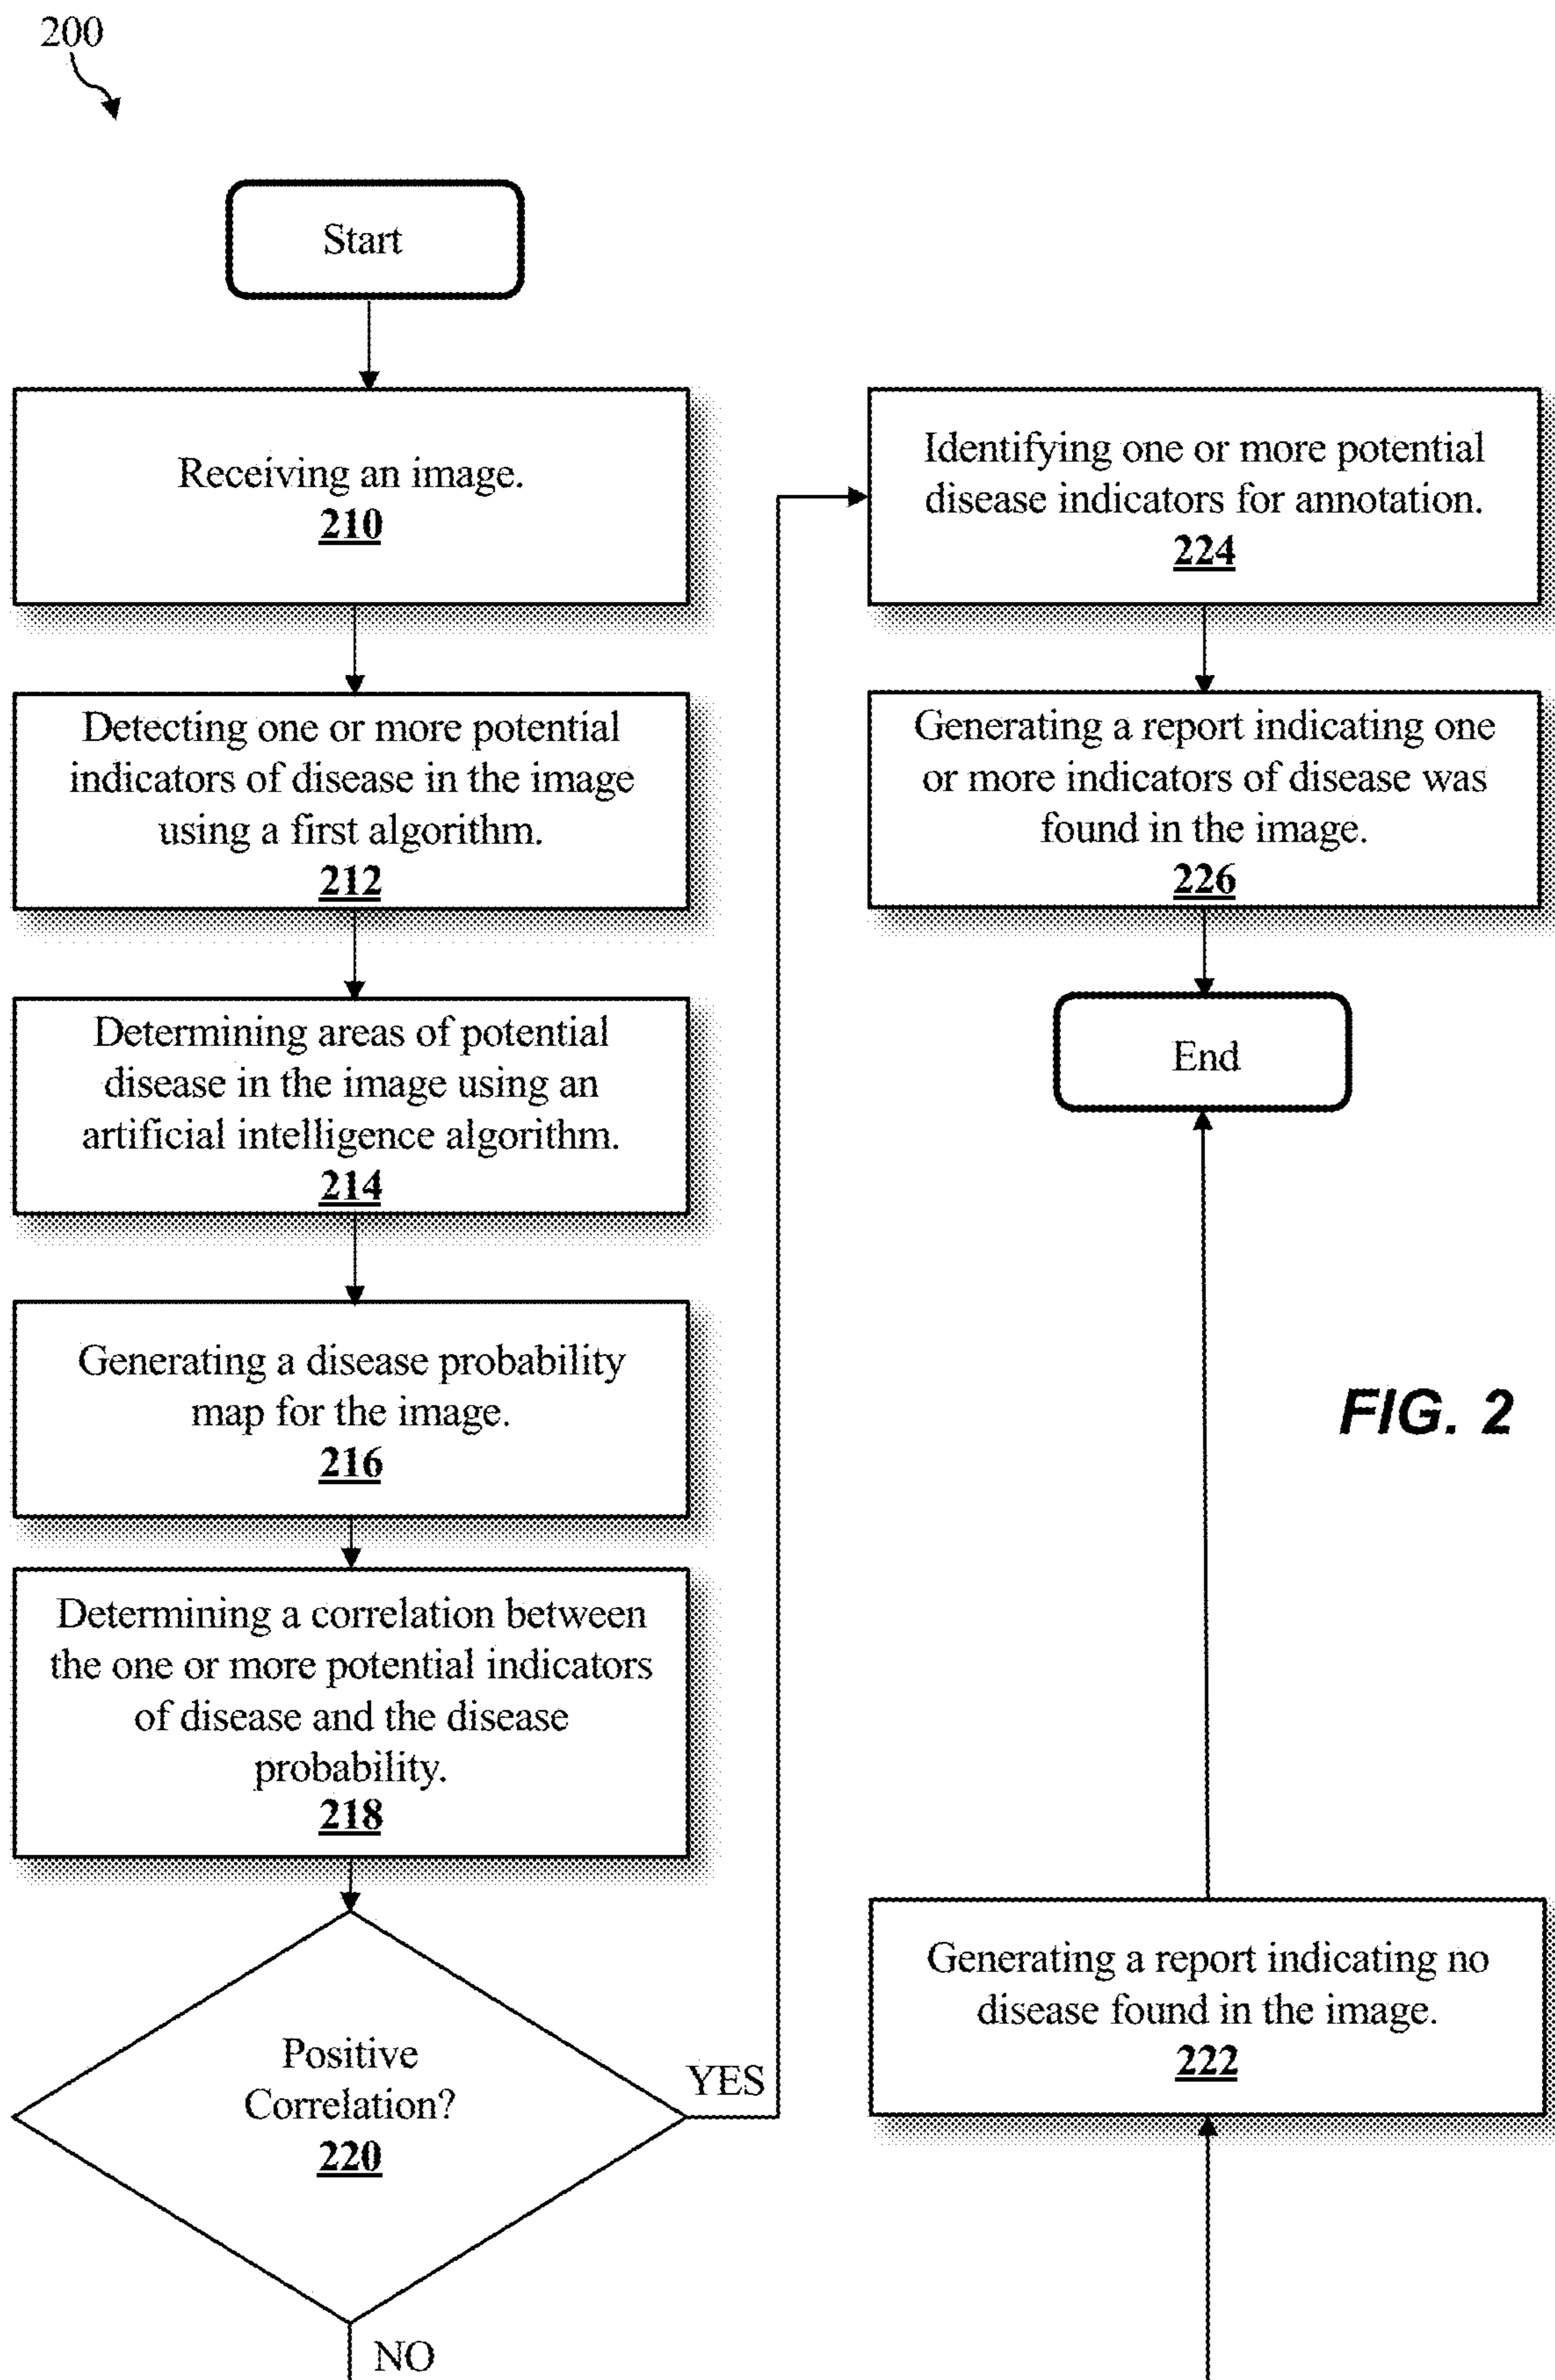 200
Start
Receiving an image.
210
Detecting one or more potential
indicators of disease in the image
using a first algorithm.
212
Determining areas of potential
disease in the image using an
artificial intelligence algorithm.
214
Generating a disease probability
map for the image.
216
Determining a correlation between
the one or more potential indicators
of disease and the disease
probability.
218
Positive
Correlation?
220
YES
NO
Identifying one or more potential
disease indicators for annotation.
224
Generating a report indicating one
or more indicators of disease was
found in the image.
226
End
FIG. 2
Generating a report indicating no
disease found in the image.
222